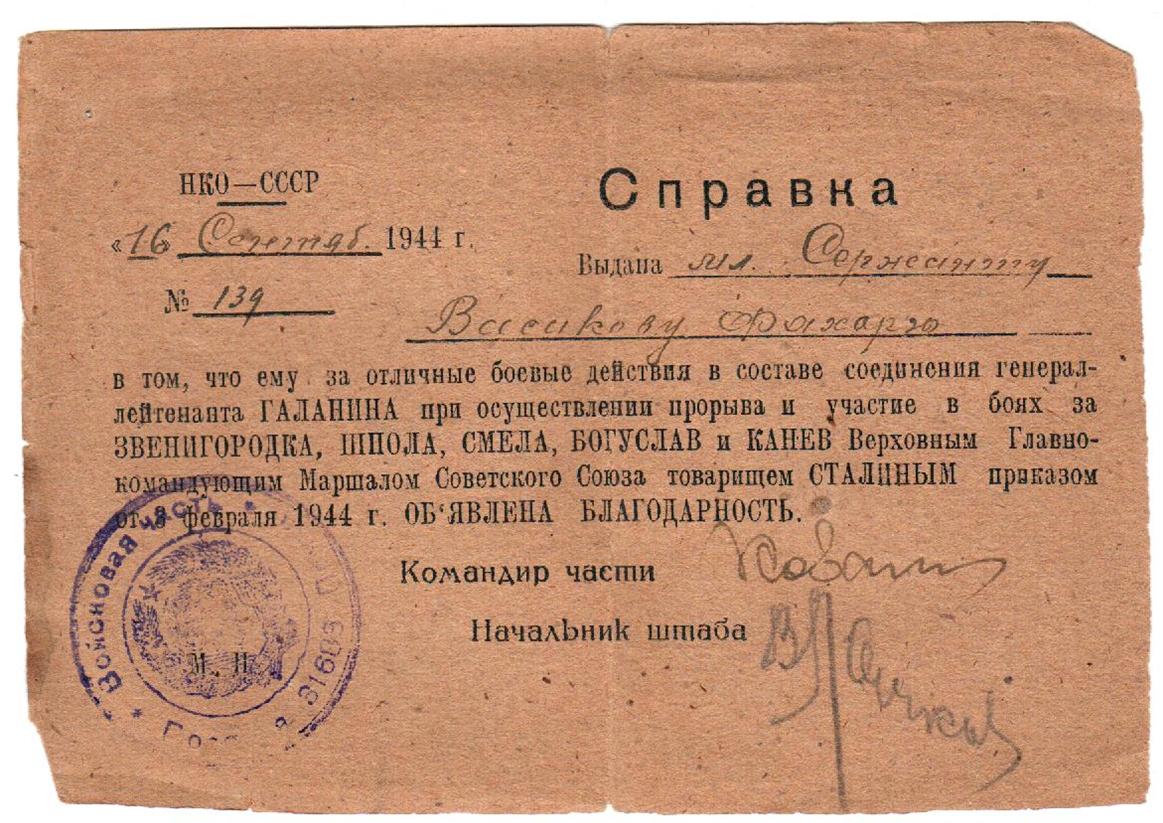 НКО—СССР
Справка
«16» Сентяб. 1944 г.
Выдана мл. Сержанту
№ 139
Васикову
в том, что ему за отличные боевые действия в составе соединения генерал-
лейтенанта ГАЛАНИНА при осуществлении прорыва и участие в боях за
ЗВЕНИГОРОДКА, ШПОЛА, СМЕЛА, БОГУСЛАВ и КАНЕВ Верховным Главно-
командующим Маршалом Советского Союза товарищем СТАЛИНЫМ приказом
от 3 февраля 1944 г. ОБ‘ЯВЛЕНА БЛАГОДАРНОСТЬ.
Командир части
Начальник штаба
М. П.
Войсковая часть